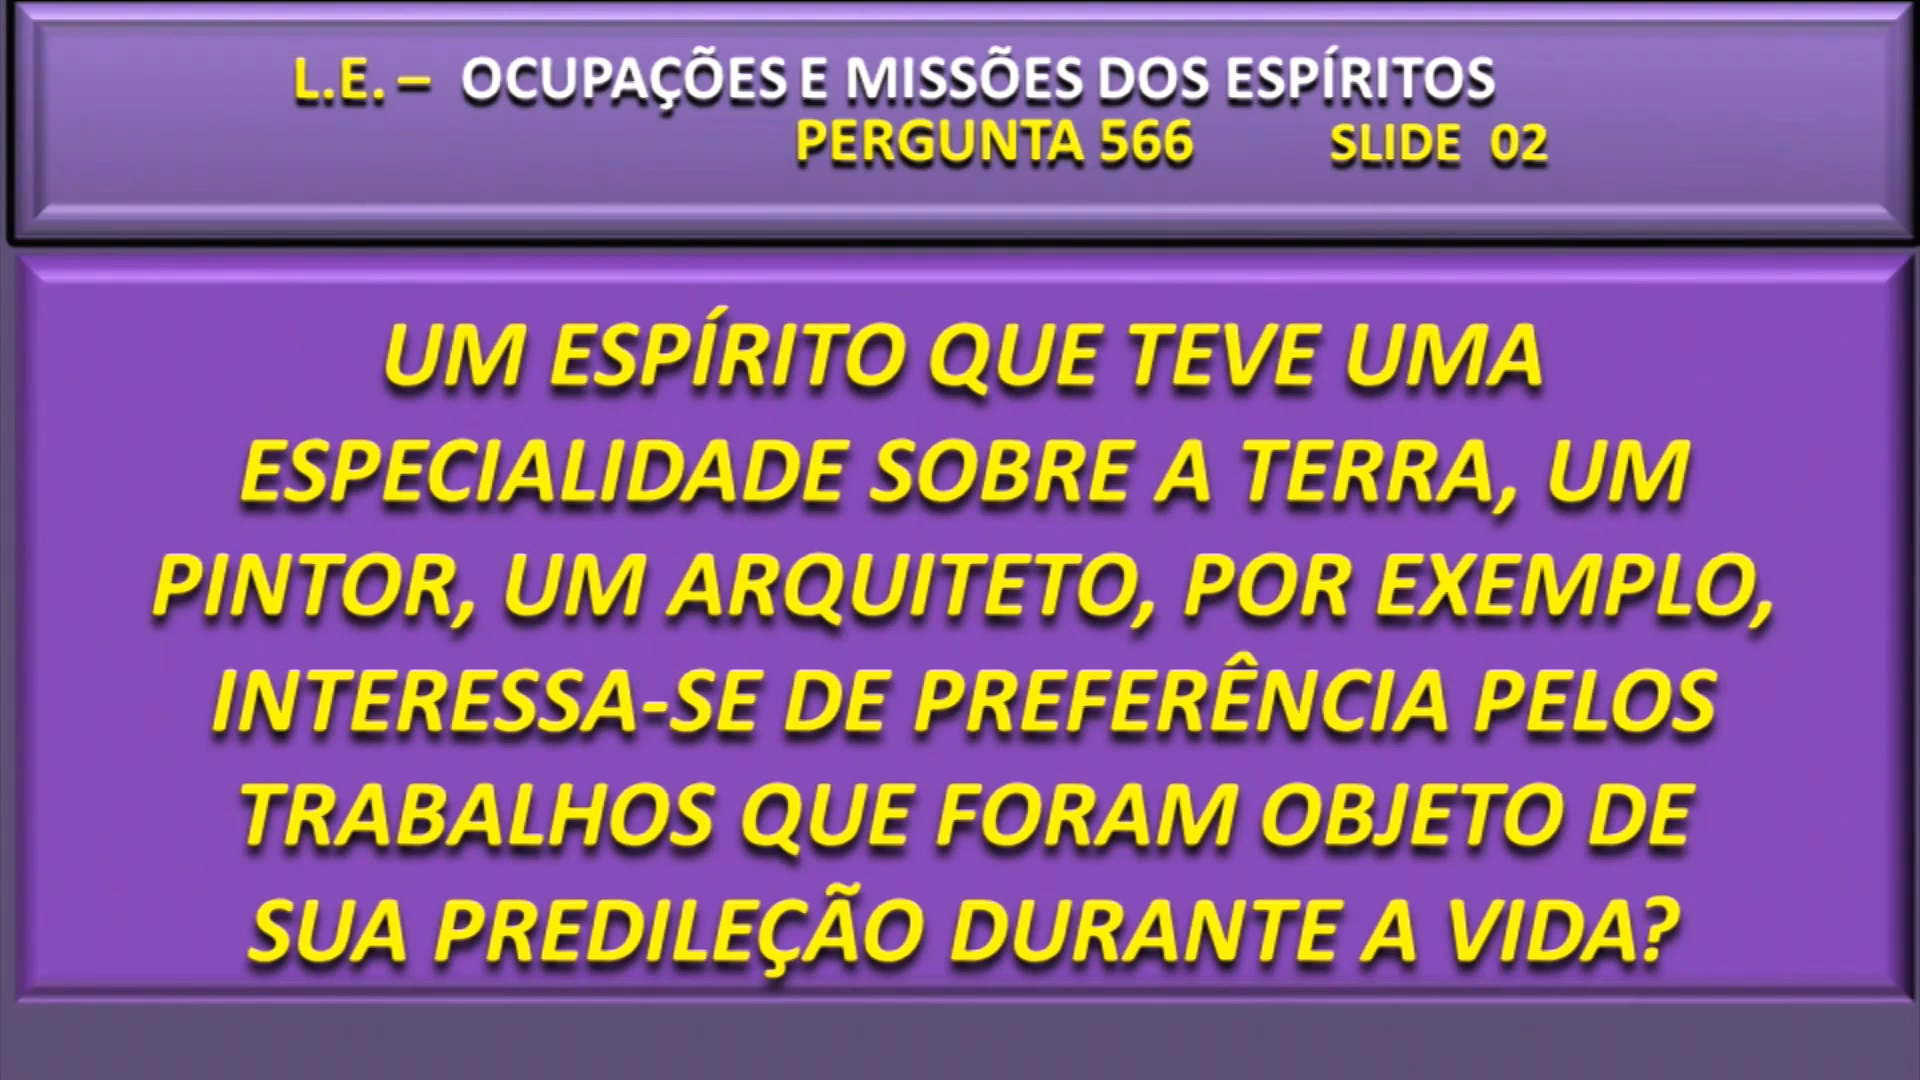 L.E. – OCUPAÇÕES E MISSÕES DOS ESPÍRITOS
PERGUNTA 566 SLIDE 02
UM ESPÍRITO QUE TEVE UMA
ESPECIALIDADE SOBRE A TERRA, UM
PINTOR, UM ARQUITETO, POR EXEMPLO,
INTERESSA-SE DE PREFERÊNCIA PELOS
TRABALHOS QUE FORAM OBJETO DE
SUA PREDILEÇÃO DURANTE A VIDA?